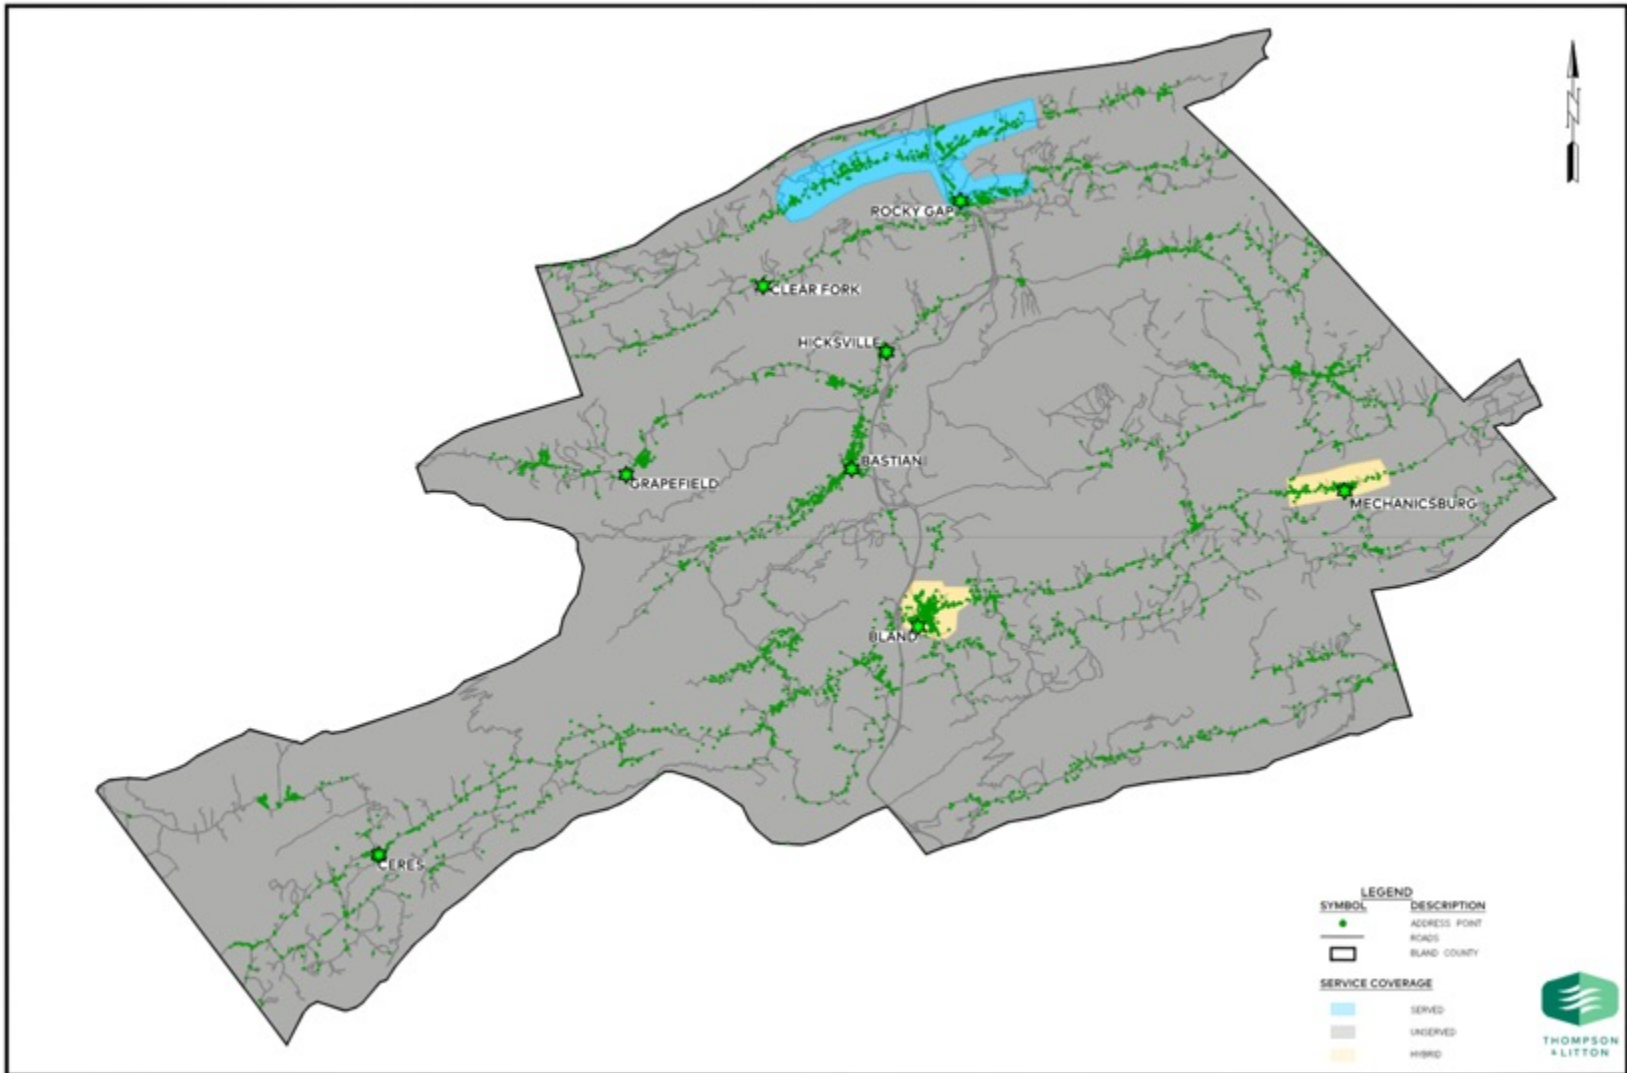 N
ROCKY GAP
CLEAR FORK
HICKSVILLE
BASTIAN
GRAPEFIELD
MECHANICSBURG
BLAND
CERES
LEGEND
SYMBOL DESCRIPTION
ADDRESS POINT
ROADS
BLAND COUNTY
SERVICE COVERAGE
SERVED
UNSERVED
HYBRID
THOMPSON
& LITTON